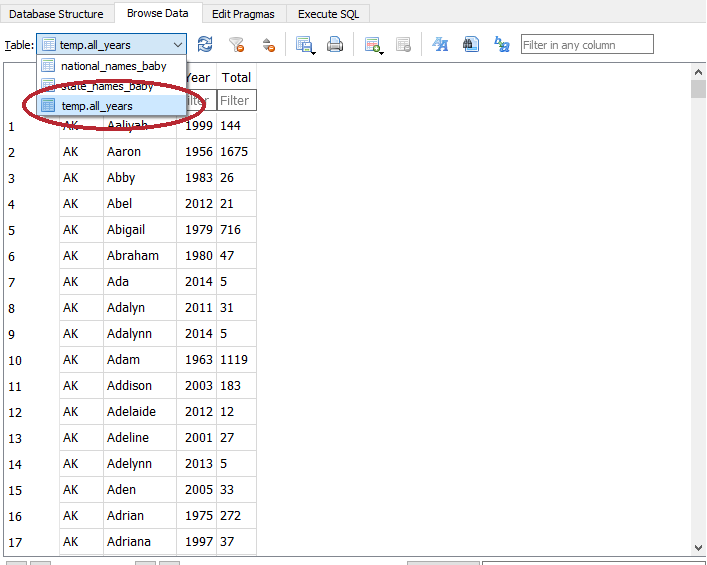 Database Structure Browse Data Edit Pragmas Execute SQL
Table: temp.all_years Filter in any column
national_names_baby
state_names_baby
temp.all_years
Year Total
Filter Filter
1 AK Aaliyah 1999 144
2 AK Aaron 1956 1675
3 AK Abby 1983 26
4 AK Abel 2012 21
5 AK Abigail 1979 716
6 AK Abraham 1980 47
7 AK Ada 2014 5
8 AK Adalyn 2011 31
9 AK Adalynn 2014 5
10 AK Adam 1963 1119
11 AK Addison 2003 183
12 AK Adelaide 2012 12
13 AK Adeline 2001 27
14 AK Adelynn 2013 5
15 AK Aden 2005 33
16 AK Adrian 1975 272
17 AK Adriana 1997 37